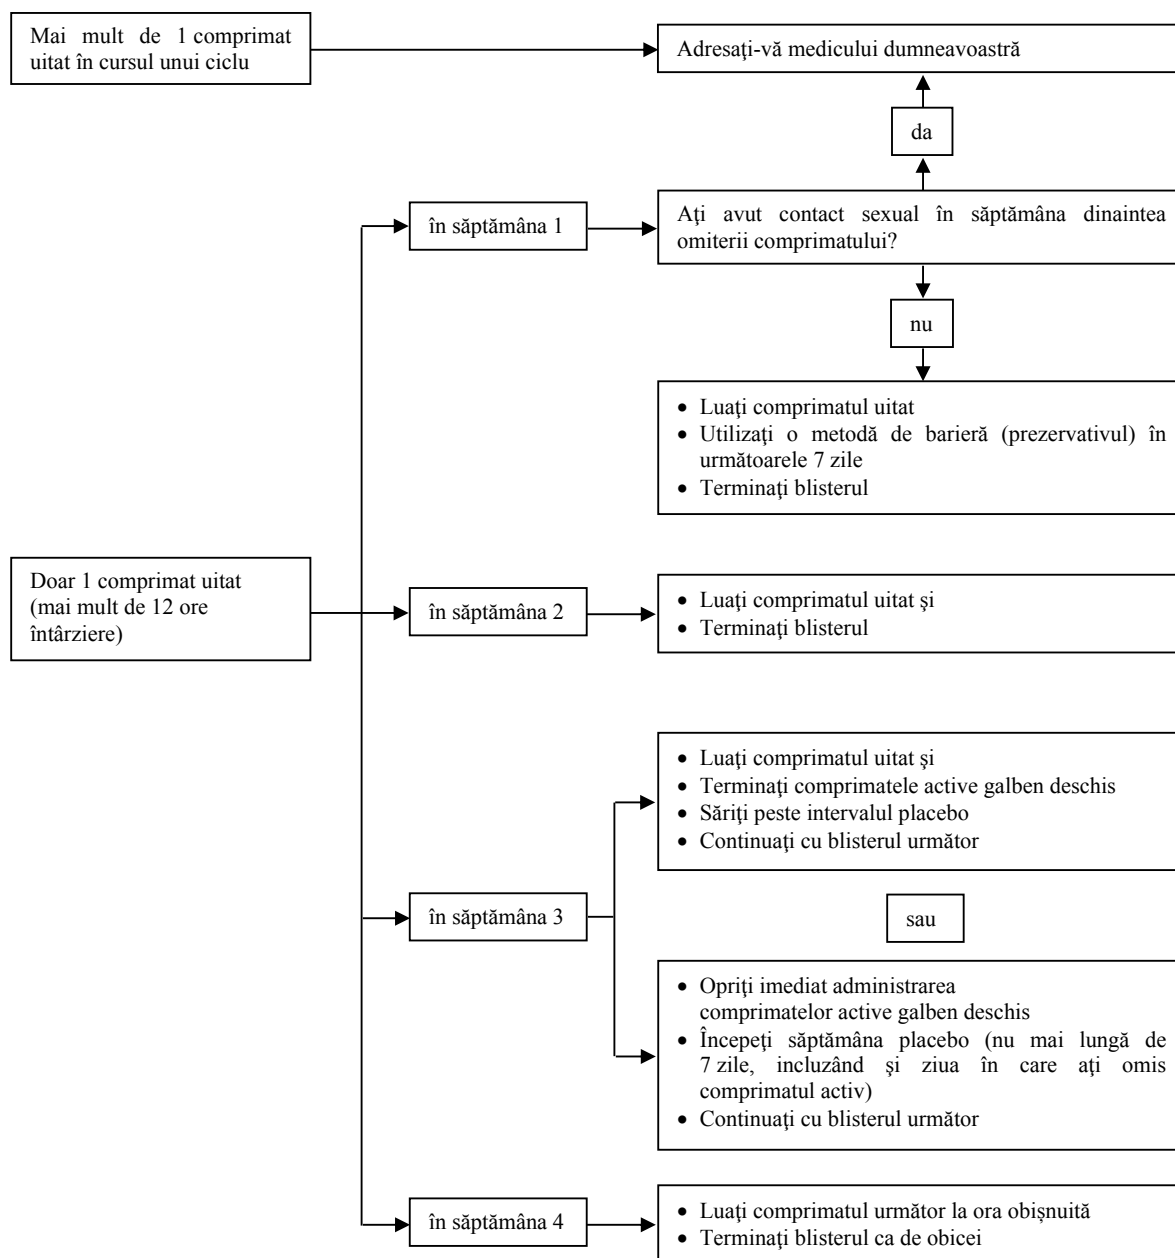 Mai mult de 1 comprimat
uitat în cursul unui ciclu
Adresaţi-vă medicului dumneavoastră
da
în săptămâna 1
Aţi avut contact sexual în săptămâna dinaintea
omiterii comprimatului?
nu
• Luaţi comprimatul uitat
• Utilizaţi o metodă de barieră (prezervativul) în
următoarele 7 zile
• Terminaţi blisterul
Doar 1 comprimat uitat
(mai mult de 12 ore
întârziere)
în săptămâna 2
• Luaţi comprimatul uitat şi
• Terminaţi blisterul
• Luaţi comprimatul uitat şi
• Terminaţi comprimatele active galben deschis
• Săriţi peste intervalul placebo
• Continuaţi cu blisterul următor
în săptămâna 3
sau
• Opriţi imediat administrarea
comprimatelor active galben deschis
• Începeţi săptămâna placebo (nu mai lungă de
7 zile, incluzând şi ziua în care aţi omis
comprimatul activ)
• Continuaţi cu blisterul următor
în săptămâna 4
• Luaţi comprimatul următor la ora obișnuită
• Terminaţi blisterul ca de obicei